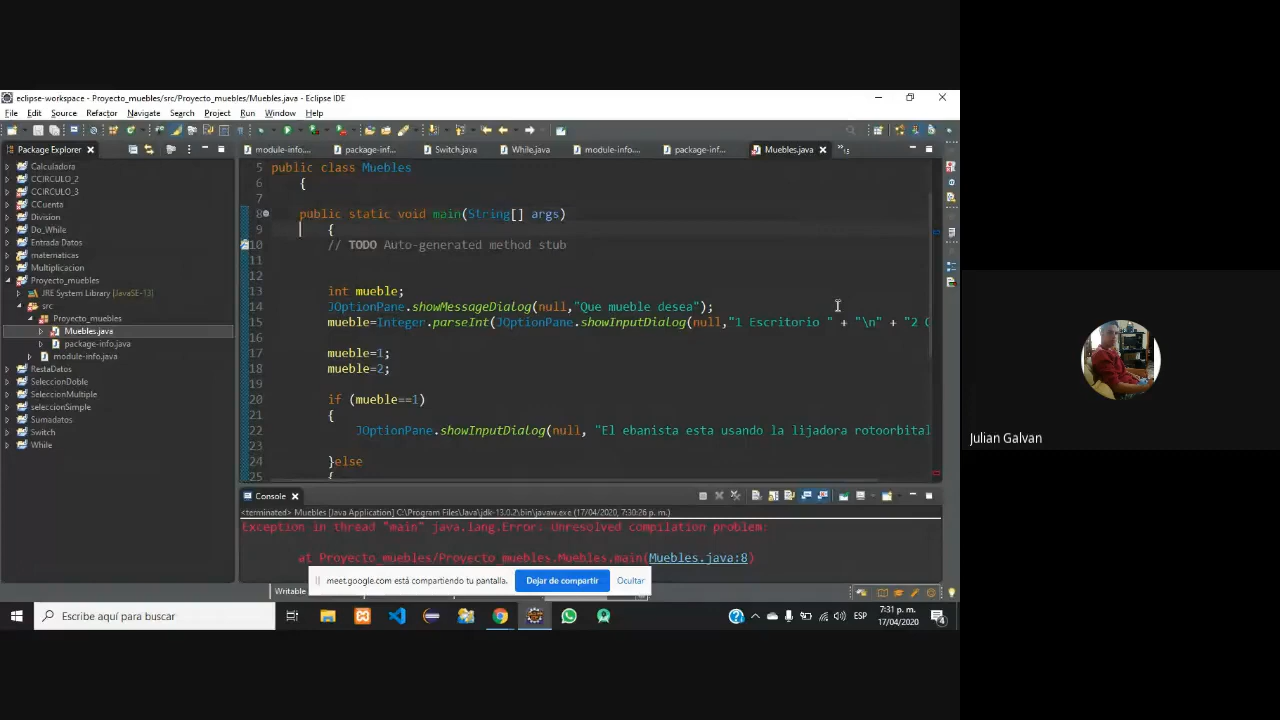 eclipse-workspace - Proyecto_muebles/src/Proyecto_muebles/Muebles.java - Eclipse IDE
File Edit Source Refactor Navigate Search Project Run Window Help
Package Explorer
module-info.... package-inf... Switch.java While.java module-info.... package-inf... Muebles.java
Calculadora
CCIRCULO_2
CCIRCULO_3
CCuenta
Division
Do_While
Entrada Datos
matematicas
Multiplicacion
Proyecto_muebles
JRE System Library [JavaSE-13]
src
Proyecto_muebles
Muebles.java
package-info.java
module-info.java
RestaDatos
SeleccionDoble
SeleccionMultiple
seleccionSimple
Sumadatos
Switch
While
5 public class Muebles
6 {
7
8 public static void main(String[] args)
9 {
10 // TODO Auto-generated method stub
11
12
13 int mueble;
14 JOptionPane.showMessageDialog(null,"Que mueble desea");
15 mueble=Integer.parseInt(JOptionPane.showInputDialog(null,"1 Escritorio " + "\n" + "2
16
17 mueble=1;
18 mueble=2;
19
20 if (mueble==1)
21 {
22 JOptionPane.showInputDialog(null, "El ebanista esta usando la lijadora rotoorbital
23
24 }else
25 {
Console
<terminated> Muebles [Java Application] C:\Program Files\Java\jdk-13.0.2\bin\javaw.exe (17/04/2020, 7:30:26 p. m.)
Exception in thread "main" java.lang.Error: Unresolved compilation problem:
at Proyecto_muebles/Proyecto_muebles.Muebles.main(Muebles.java:8)
meet.google.com está compartiendo tu pantalla. Dejar de compartir Ocultar
Writable
Escribe aquí para buscar
ESP
7:31 p. m.
17/04/2020
4
Julian Galvan